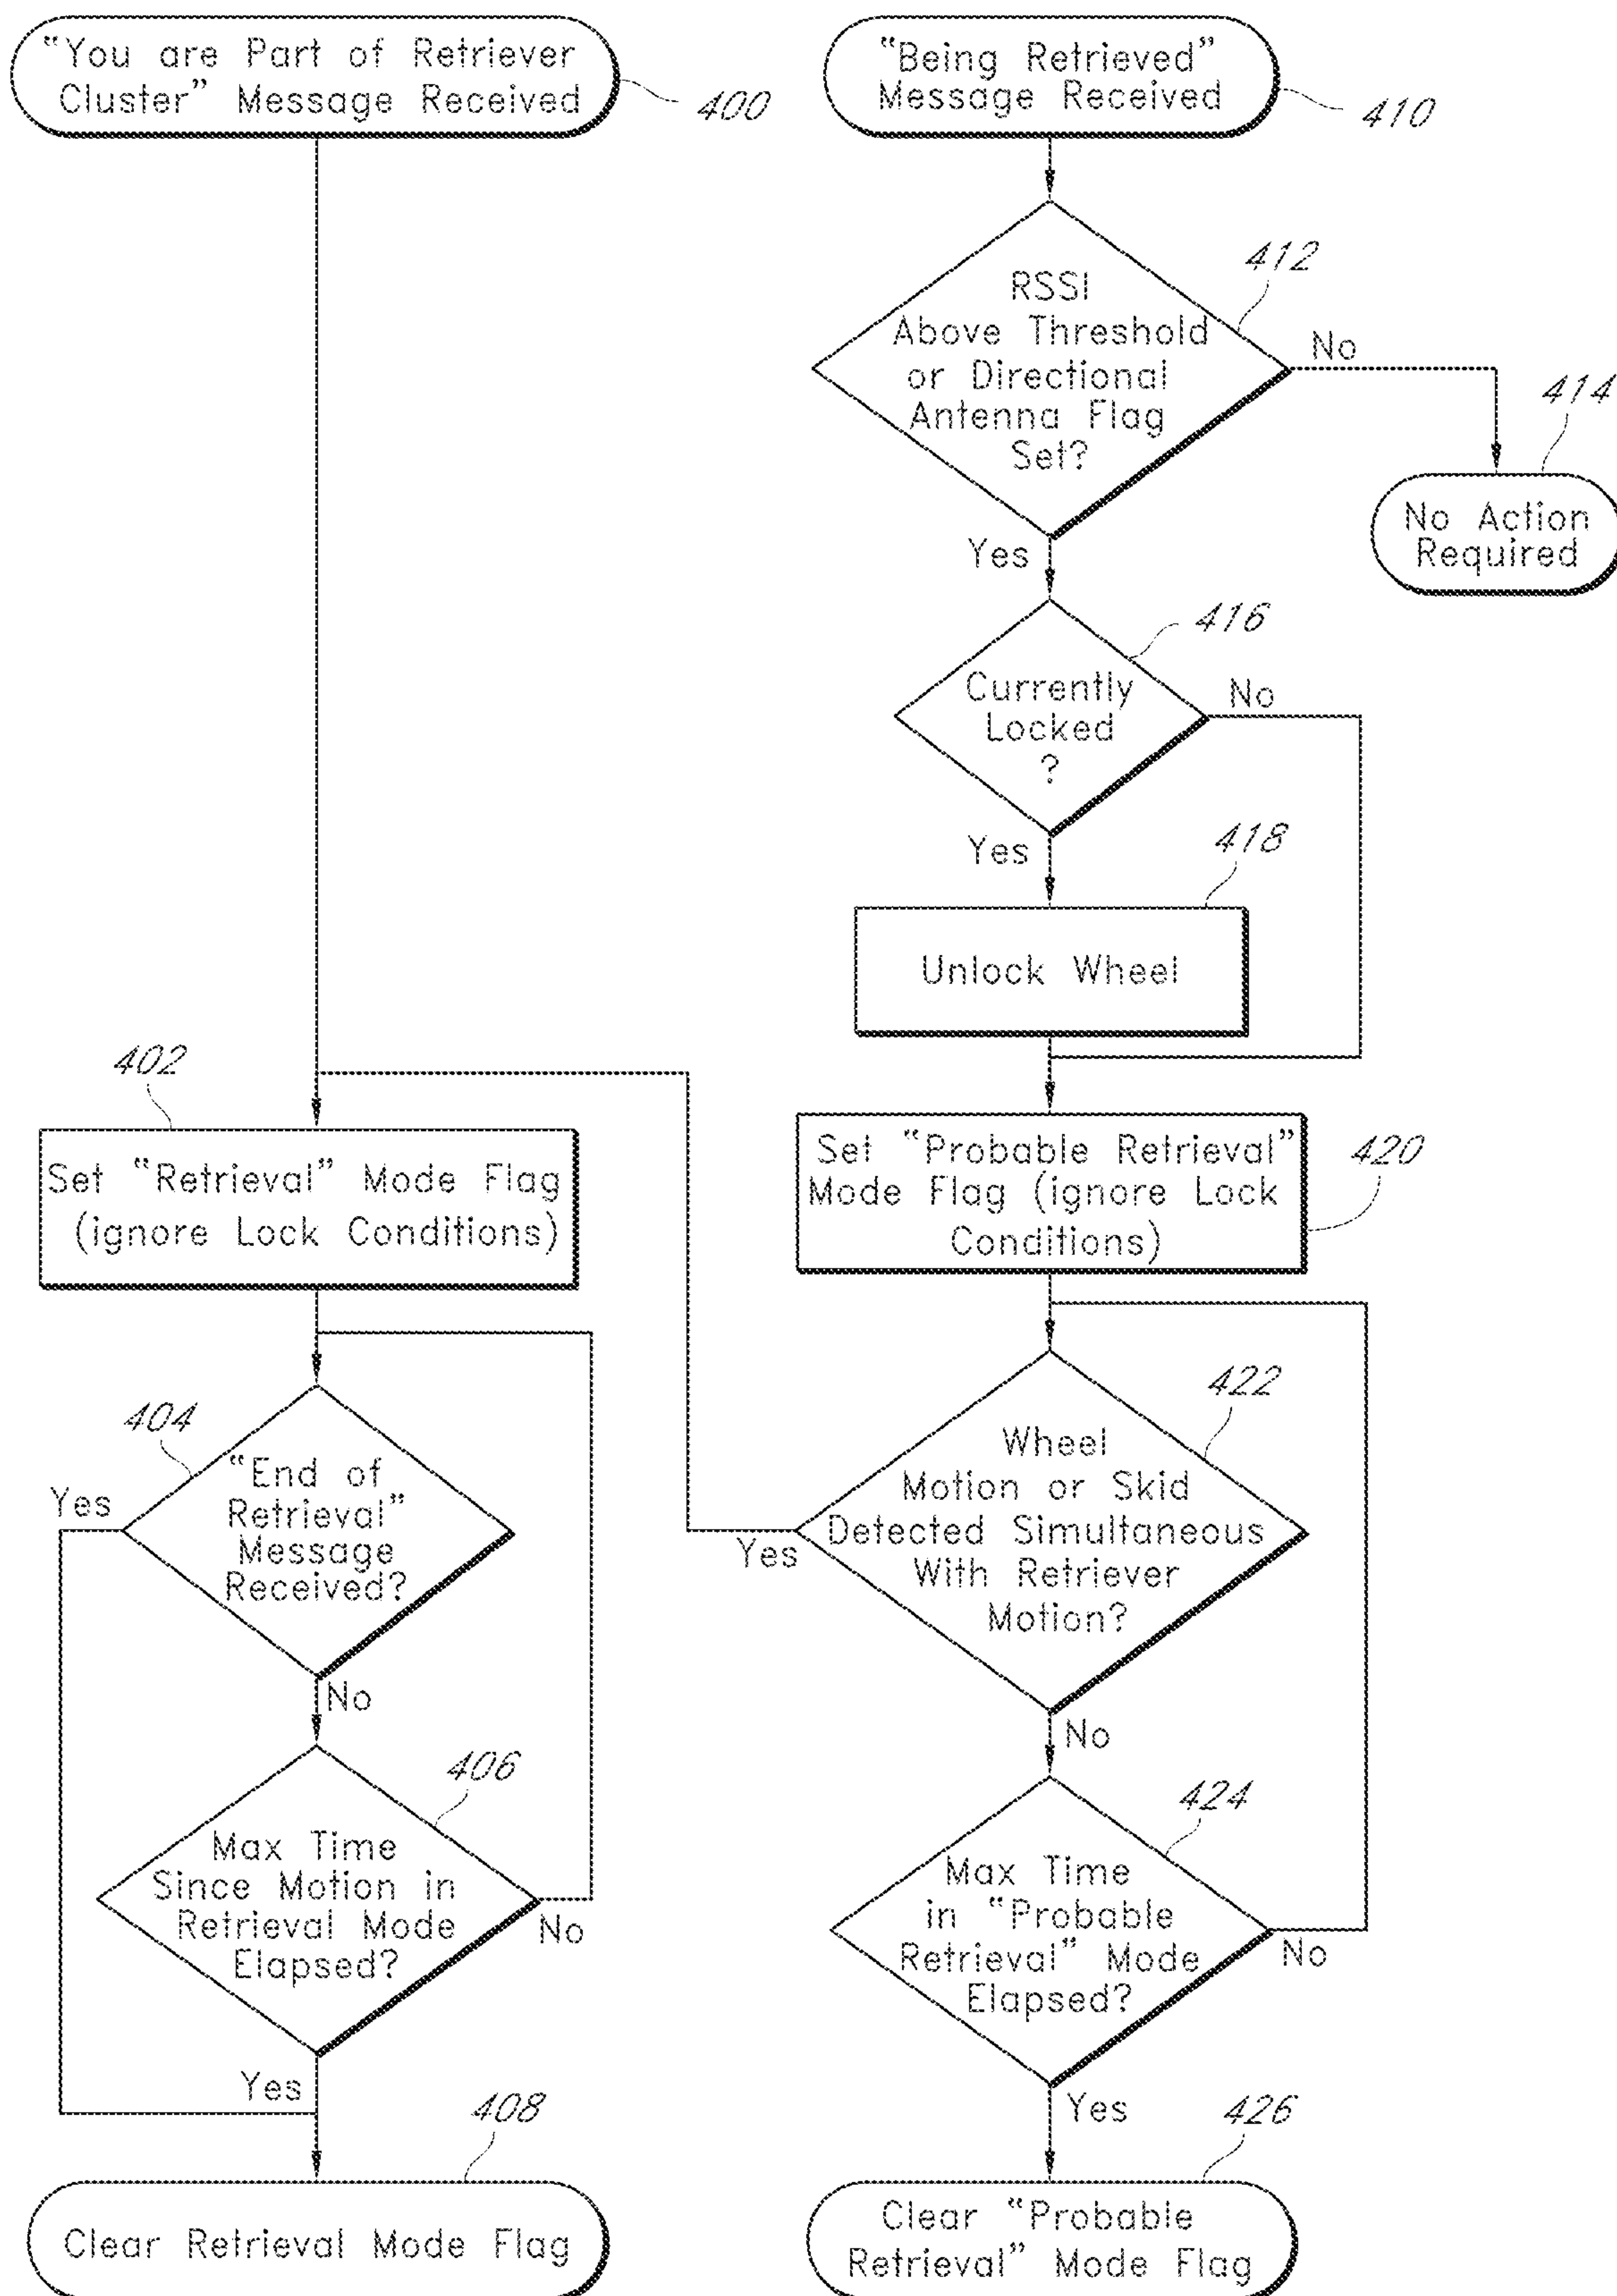 “You are Part of Retriever
Cluster” Message Received
400
“Being Retrieved”
Message Received
410
RSSI
Above Threshold
or Directional
Antenna Flag
Set?
412
No
414
No Action
Required
Yes
416
Currently
Locked
?
No
Yes
418
Unlock Wheel
402
Set “Retrieval” Mode Flag
(ignore Lock Conditions)
Set “Probable Retrieval”
Mode Flag (ignore Lock
Conditions)
420
404
“End of
Retrieval”
Message
Received?
Yes
No
422
Wheel
Motion or Skid
Detected Simultaneous
With Retriever
Motion?
Yes
No
406
Max Time
Since Motion in
Retrieval Mode
Elapsed?
No
Yes
424
Max Time
in “Probable
Retrieval” Mode
Elapsed?
No
Yes
408
Clear Retrieval Mode Flag
426
Clear “Probable
Retrieval” Mode Flag